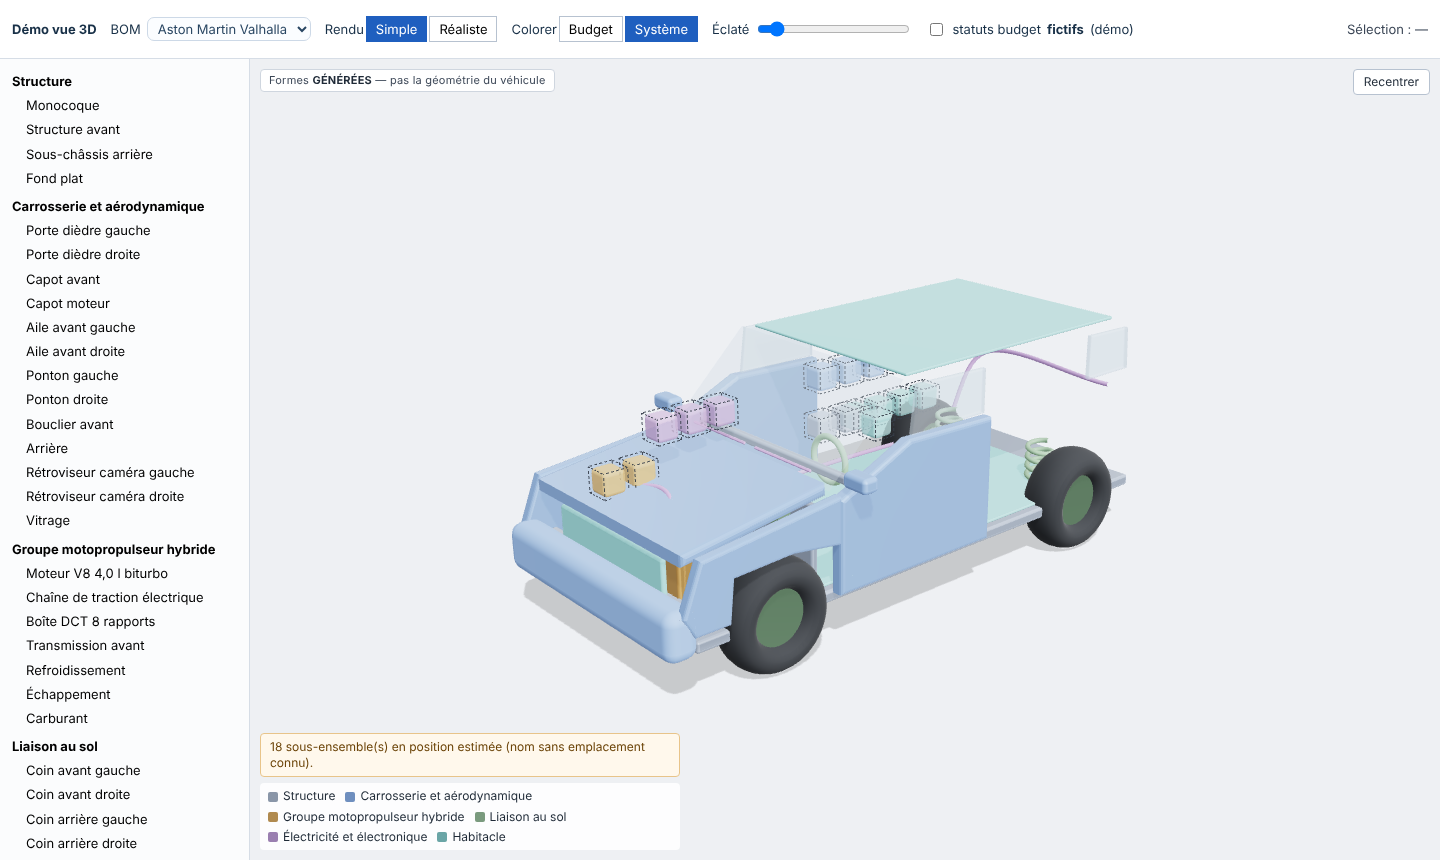 Démo vue 3D BOM Aston Martin Valhalla Rendu Simple Réaliste Colorer Budget Système Éclaté statuts budget fictifs (démo) Sélection : —
Structure
Monocoque
Structure avant
Sous-châssis arrière
Fond plat
Carrosserie et aérodynamique
Porte dièdre gauche
Porte dièdre droite
Capot avant
Capot moteur
Aile avant gauche
Aile avant droite
Ponton gauche
Ponton droite
Bouclier avant
Arrière
Rétroviseur caméra gauche
Rétroviseur caméra droite
Vitrage
Groupe motopropulseur hybride
Moteur V8 4,0 l biturbo
Chaîne de traction électrique
Boîte DCT 8 rapports
Transmission avant
Refroidissement
Échappement
Carburant
Liaison au sol
Coin avant gauche
Coin avant droite
Coin arrière gauche
Coin arrière droite
Formes GÉNÉRÉES — pas la géométrie du véhicule
Recentrer
18 sous-ensemble(s) en position estimée (nom sans emplacement
connu).
Structure Carrosserie et aérodynamique
Groupe motopropulseur hybride Liaison au sol
Électricité et électronique Habitacle